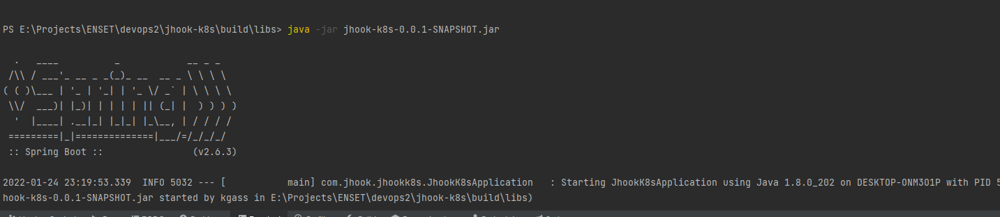 PS E:\Projects\ENSET\devops2\jhook-k8s\build\libs> java -jar jhook-k8s-0.0.1-SNAPSHOT.jar
  .   ____          _            __ _ _
 /\\ / ___'_ __ _ _(_)_ __  __ _ \ \ \ \
( ( )\___ | '_ | '_| | '_ \/ _` | \ \ \ \
 \\/  ___)| |_)| | | | | || (_| |  ) ) ) )
  '  |____| .__|_| |_|_| |_\__, | / / / /
 =========|_|==============|___/=/_/_/_/
 :: Spring Boot ::                (v2.6.3)
2022-01-24 23:19:53.339  INFO 5032 --- [           main] com.jhook.jhookk8s.JhookK8sApplication   : Starting JhookK8sApplication using Java 1.8.0_202 on DESKTOP-ONM3O1P with PID 5
hook-k8s-0.0.1-SNAPSHOT.jar started by kgass in E:\Projects\ENSET\devops2\jhook-k8s\build\libs)